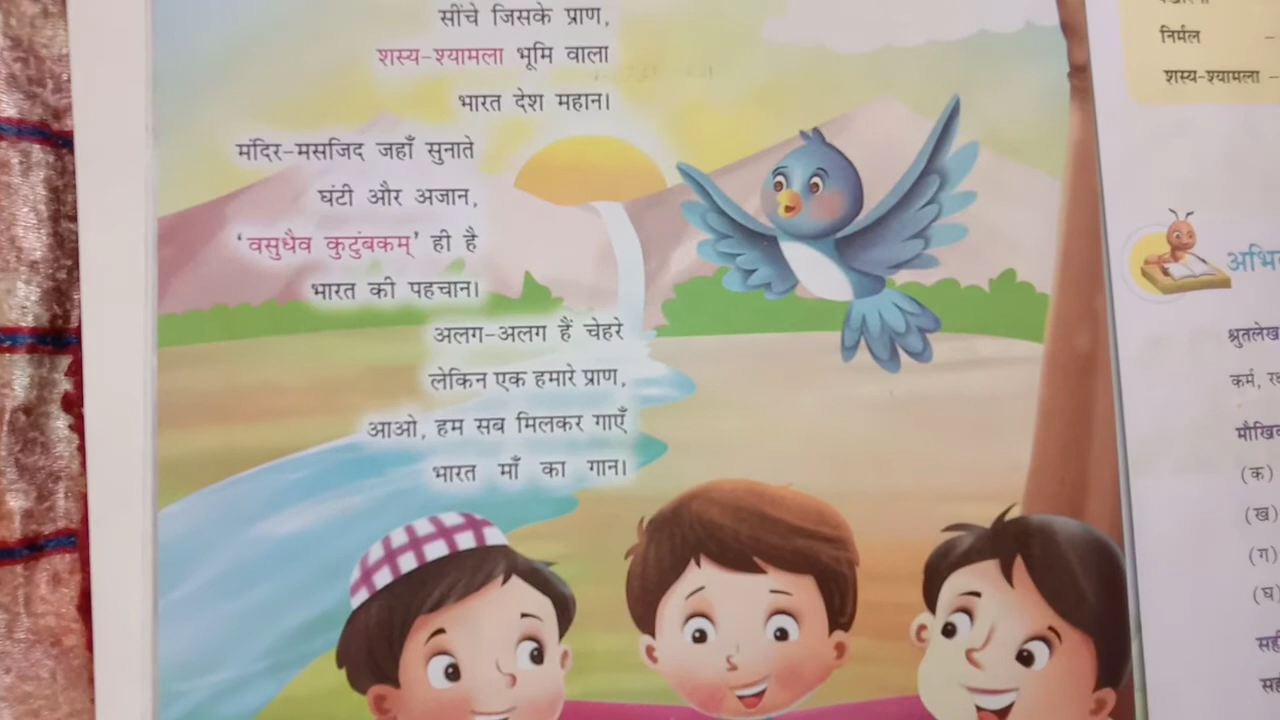 सींचे जिसके प्राण,
शस्य-श्यामला भूमि वाला
भारत देश महान।
मंदिर-मसजिद जहाँ सुनाते
घंटी और अजान,
‘वसुधैव कुटुंबकम्’ ही है
भारत की पहचान।
अलग-अलग हैं चेहरे
लेकिन एक हमारे प्राण,
आओ, हम सब मिलकर गाएँ
भारत माँ का गान।
निर्मल –
शस्य-श्यामला –
श्रुतलेख
कर्म,
(क)
(ख)
(ग)
(घ)